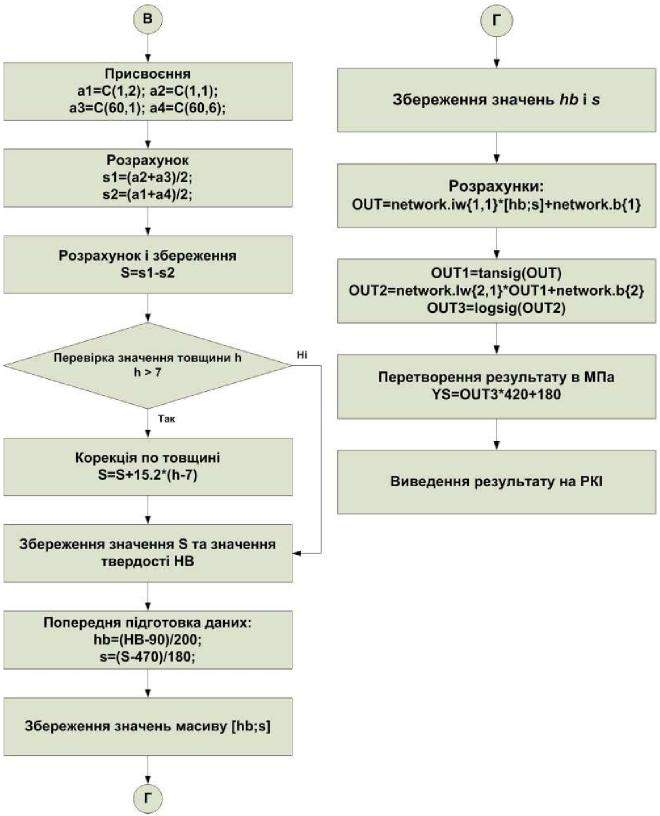 В
Присвоєння
a1=C(1,2); a2=C(1,1);
a3=C(60,1); a4=C(60,6);
Розрахунок
s1=(a2+a3)/2;
s2=(a1+a4)/2;
Розрахунок і збереження
S=s1-s2
Перевірка значення товщини h
h > 7
Ні
Так
Корекція по товщині
S=S+15.2*(h-7)
Збереження значення S та значення
твердості HB
Попередня підготовка даних:
hb=(HB-90)/200;
s=(S-470)/180;
Збереження значень масиву [hb;s]
Г
Г
Збереження значень hb і s
Розрахунки:
OUT=network.iw{1,1}*[hb;s]+network.b{1}
OUT1=tansig(OUT)
OUT2=network.lw{2,1}*OUT1+network.b{2}
OUT3=logsig(OUT2)
Перетворення результату в МПа
YS=OUT3*420+180
Виведення результату на РКІ